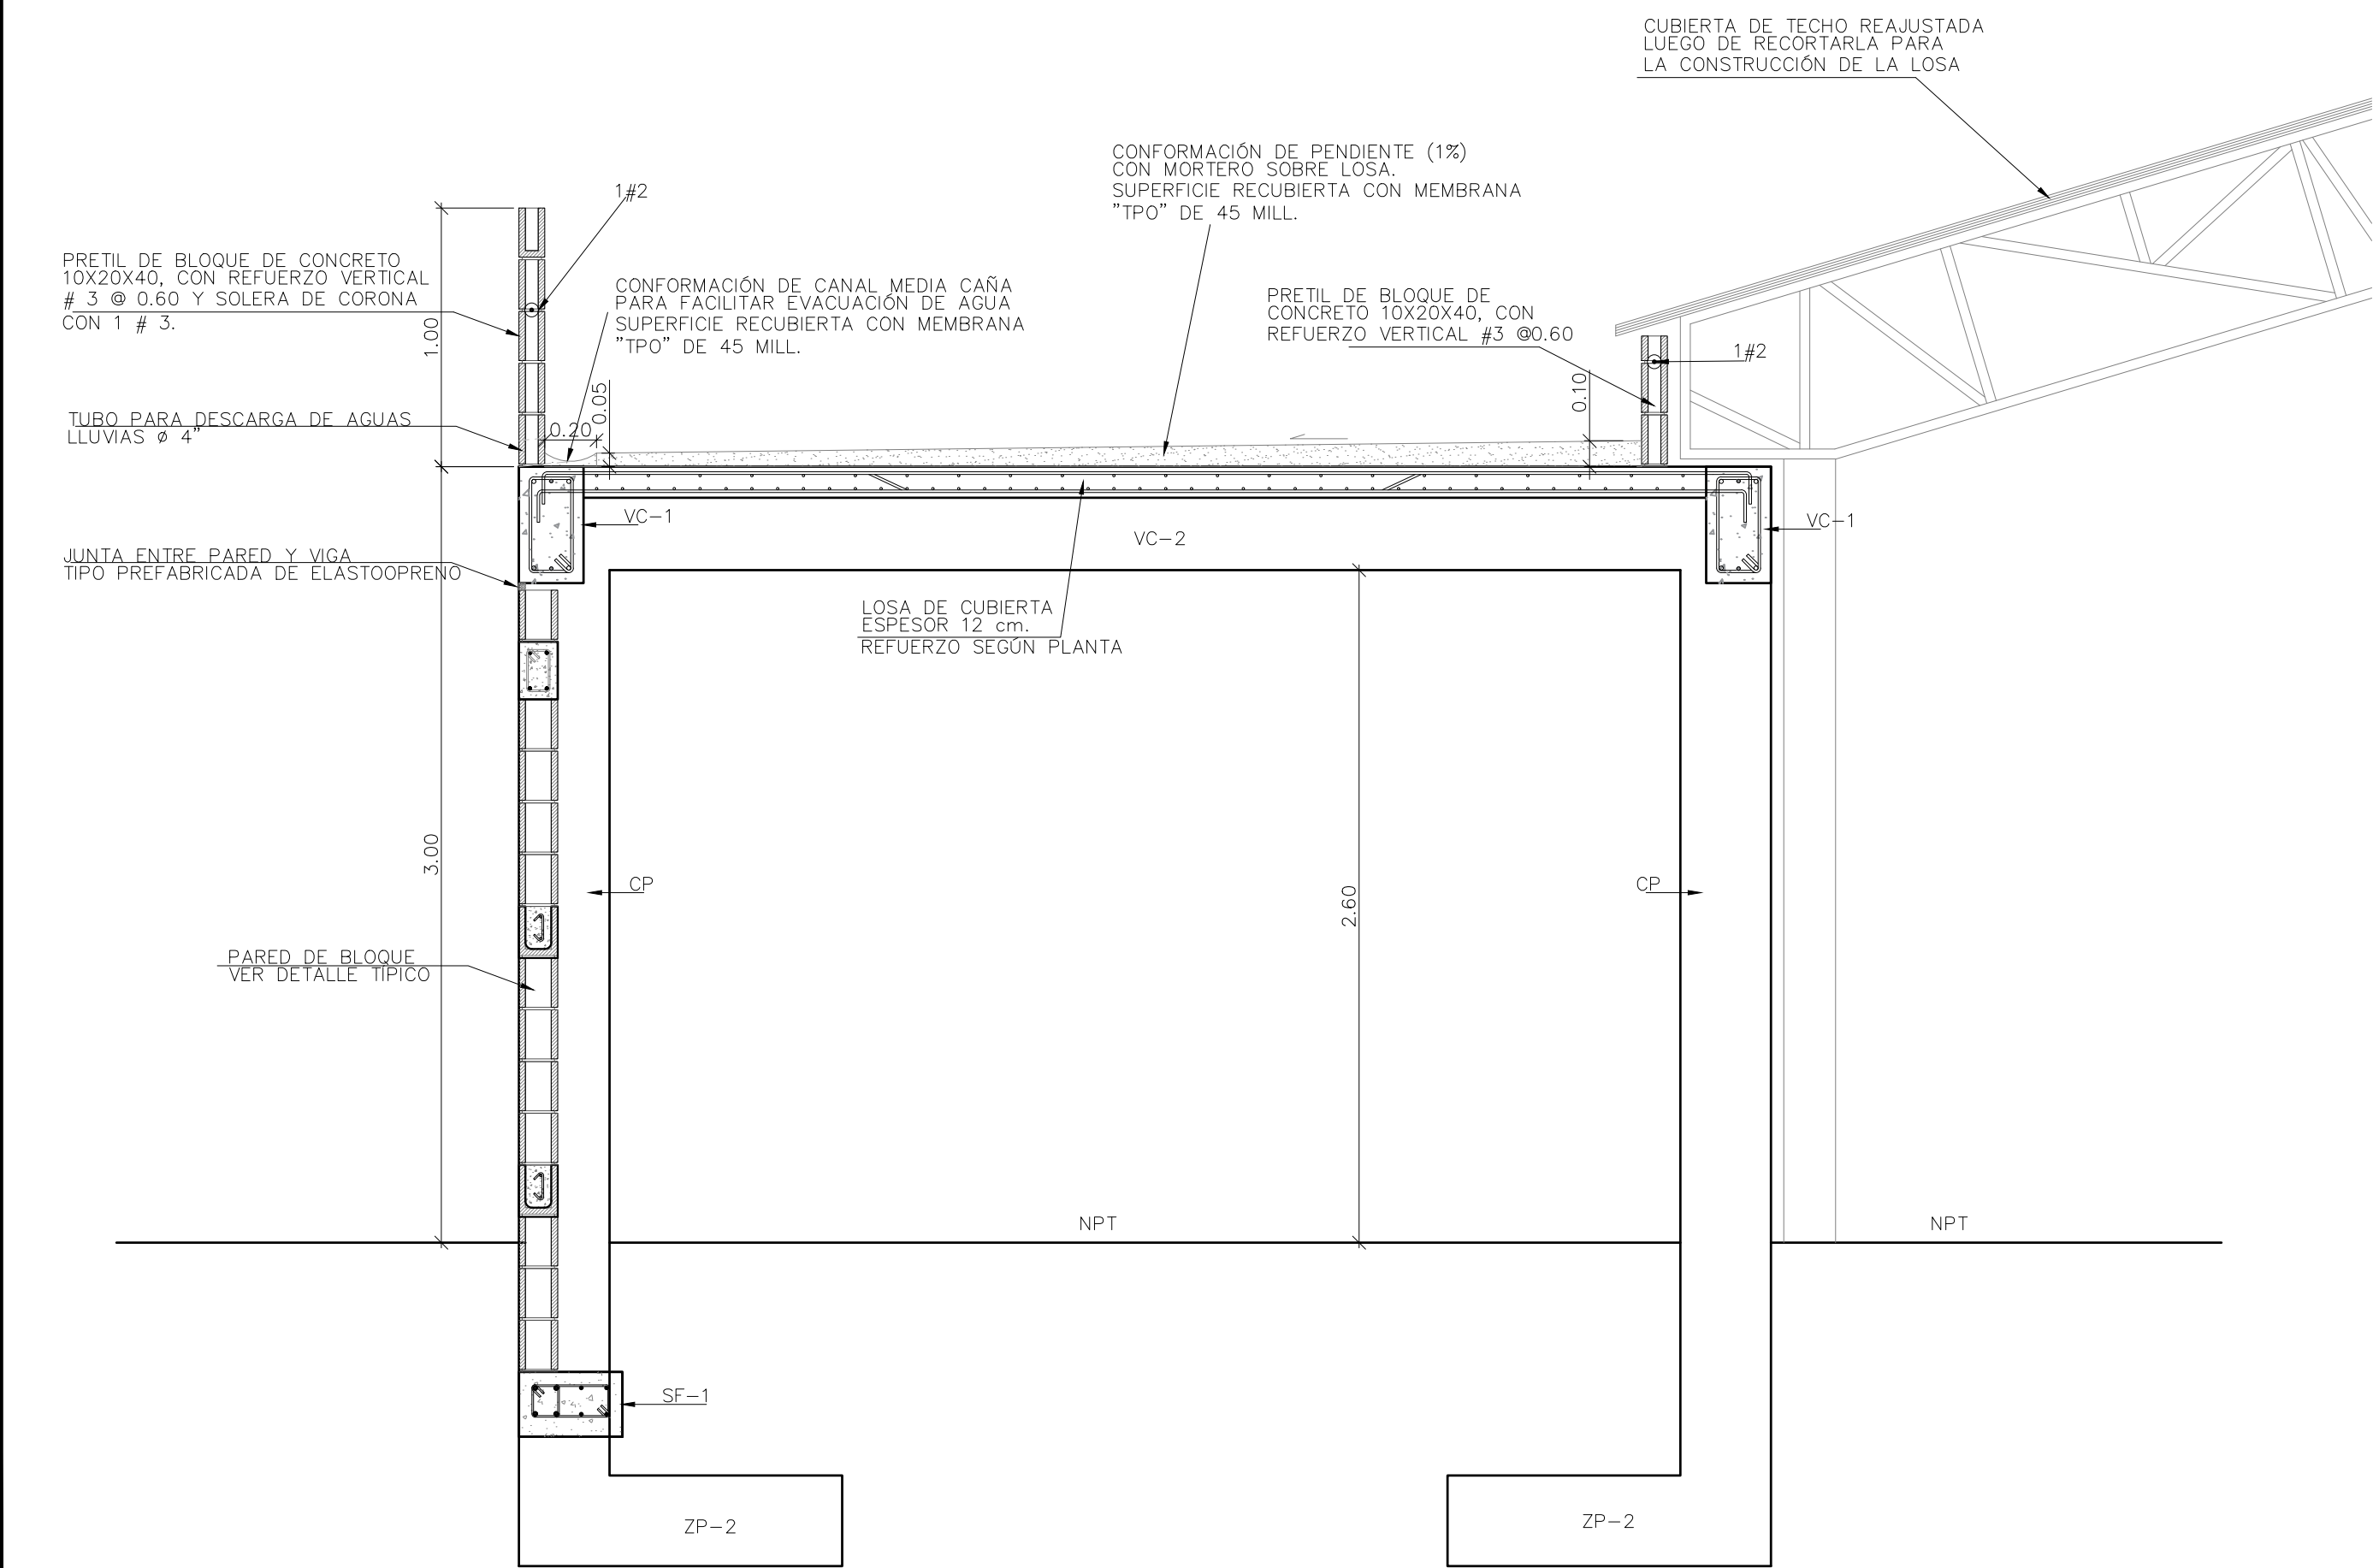 CUBIERTA DE TECHO REAJUSTADA
LUEGO DE RECORTARLA PARA
LA CONSTRUCCIÓN DE LA LOSA
CONFORMACIÓN DE PENDIENTE (1%)
CON MORTERO SOBRE LOSA.
SUPERFICIE RECUBIERTA CON MEMBRANA
"TPO" DE 45 MILL.
1#2
PRETIL DE BLOQUE DE CONCRETO
10X20X40, CON REFUERZO VERTICAL
# 3 @ 0.60 Y SOLERA DE CORONA
CON 1 # 3.
1.00
CONFORMACIÓN DE CANAL MEDIA CAÑA
PARA FACILITAR EVACUACIÓN DE AGUA
SUPERFICIE RECUBIERTA CON MEMBRANA
"TPO" DE 45 MILL.
PRETIL DE BLOQUE DE
CONCRETO 10X20X40, CON
REFUERZO VERTICAL #3 @0.60
1#2
0.05
0.10
TUBO PARA DESCARGA DE AGUAS
LLUVIAS ø 4"
0.20
VC-1
VC-2
VC-1
JUNTA ENTRE PARED Y VIGA
TIPO PREFABRICADA DE ELASTOOPRENO
LOSA DE CUBIERTA
ESPESOR 12 cm.
REFUERZO SEGÚN PLANTA
3.00
CP
2.60
CP
PARED DE BLOQUE
VER DETALLE TÍPICO
NPT
NPT
SF-1
ZP-2
ZP-2